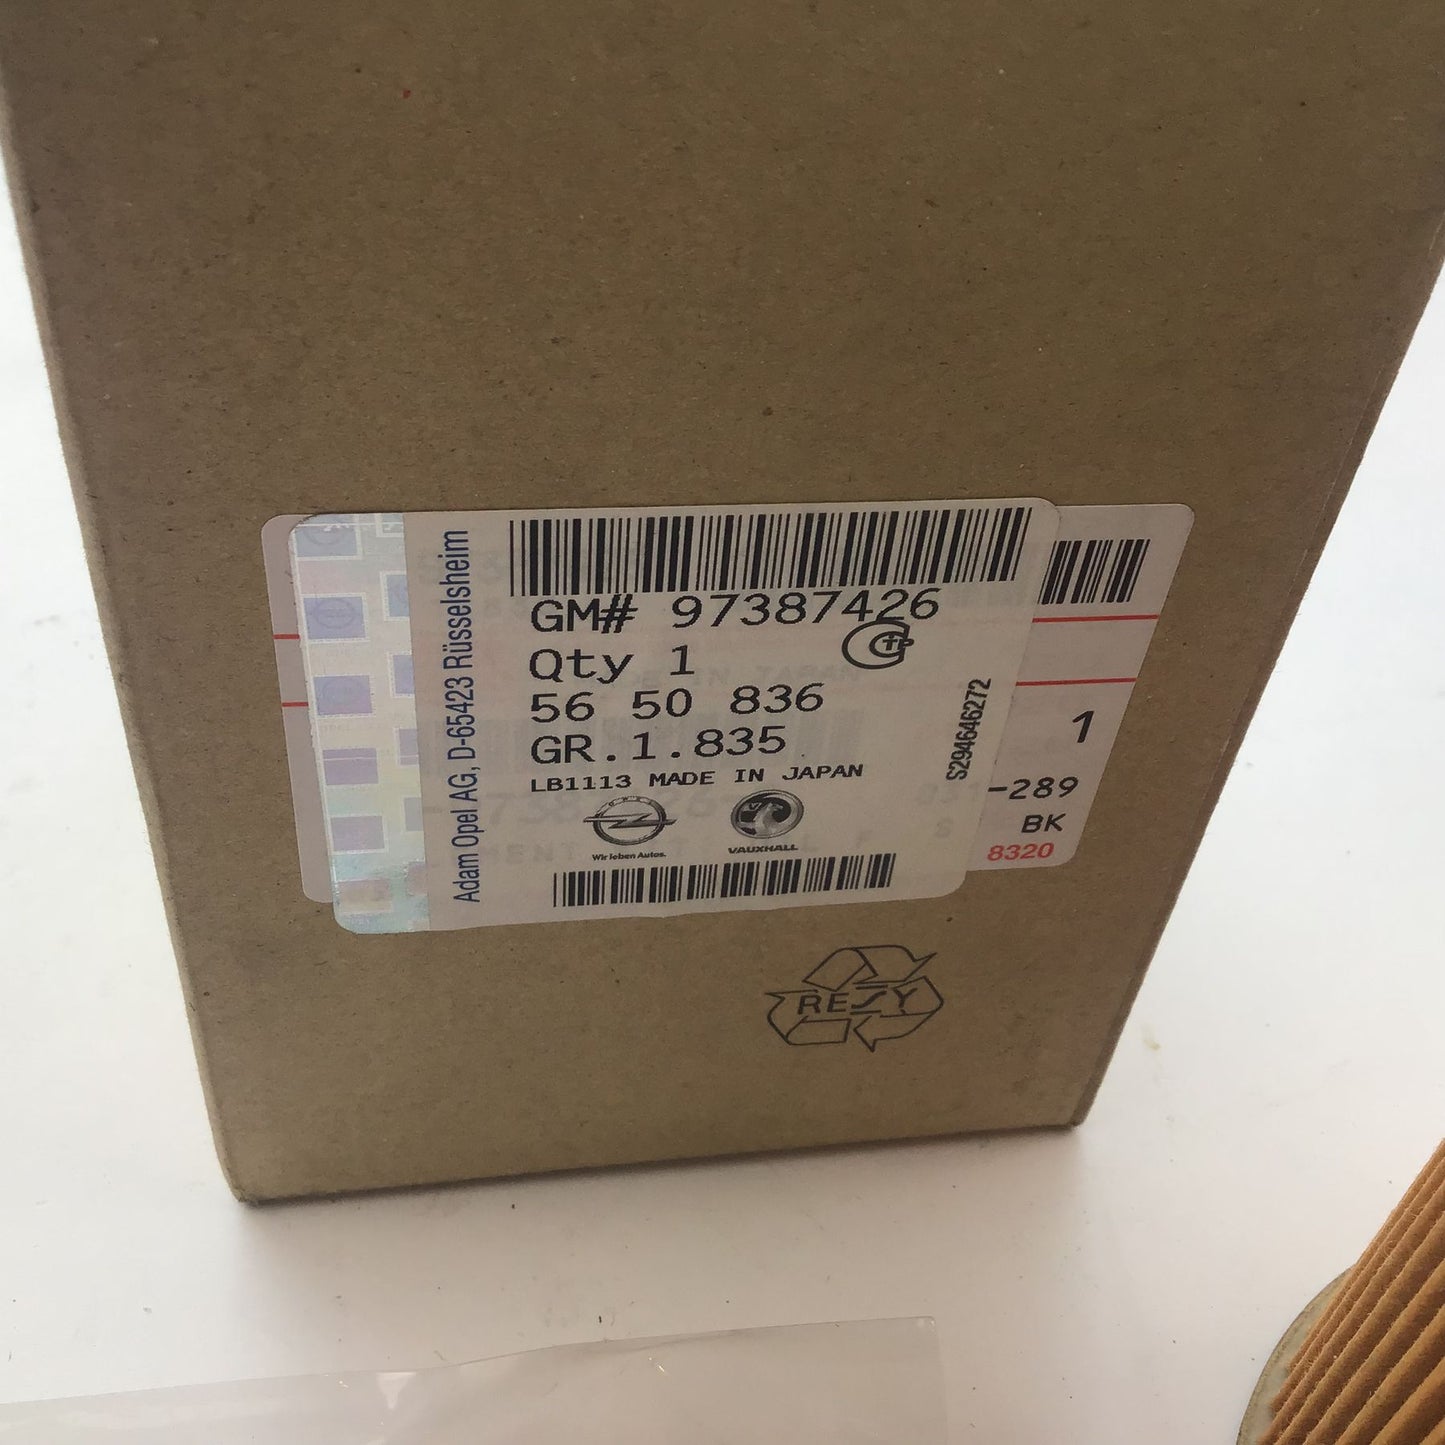 Adam Opel AG, D-65423 Rüsselsheim
GM# 97387426
Qty 1
56 50 836
GR.1.835
LB1113 MADE IN JAPAN
OPEL
Wir leben Autos.
VAUXHALL
S294646272
1
-289
BK
8320
RESY